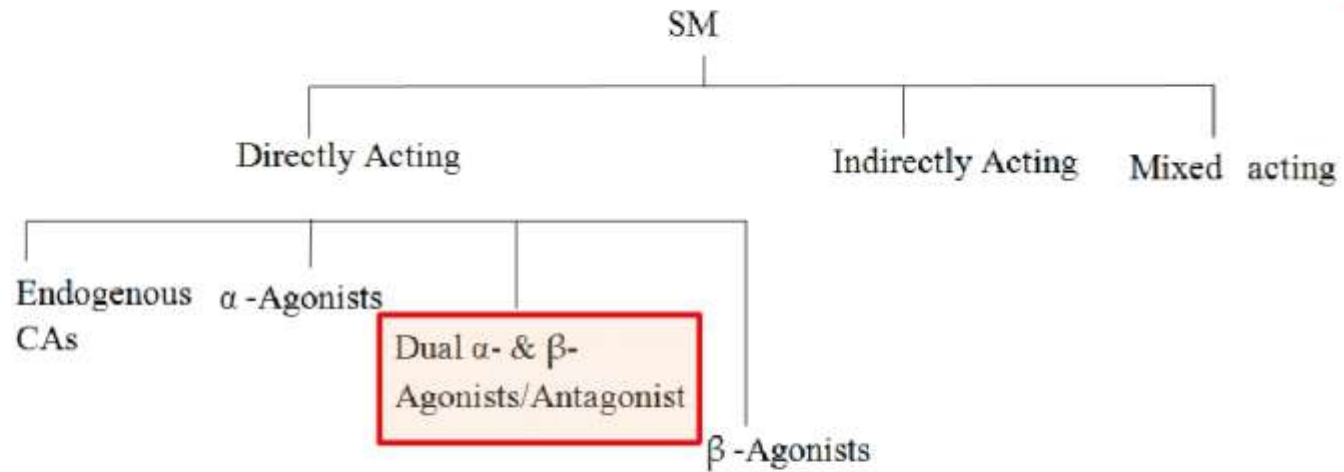 SM
Directly Acting
Indirectly Acting
Mixed acting
Endogenous
CAs
α -Agonists
Dual α- & β-
Agonists/Antagonist
β -Agonists